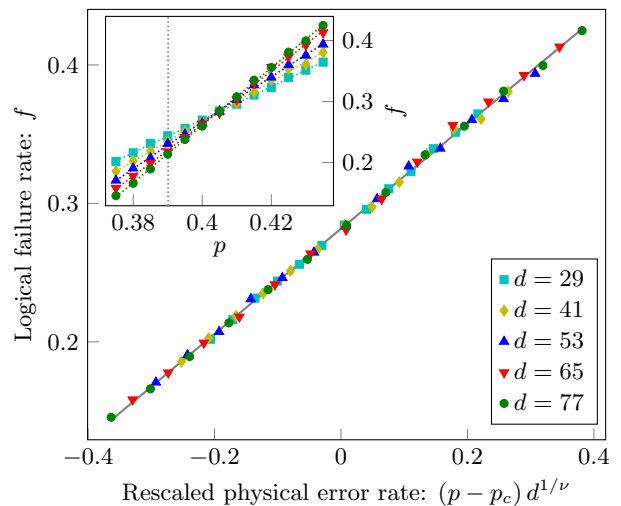 0.4
0.3
0.2
Logical failure rate: f
−0.4
−0.2
0
0.2
0.4
Rescaled physical error rate: (p − p_c) d^{1/ν}
0.4
0.3
0.2
f
0.38
0.4
0.42
p
d = 29
d = 41
d = 53
d = 65
d = 77